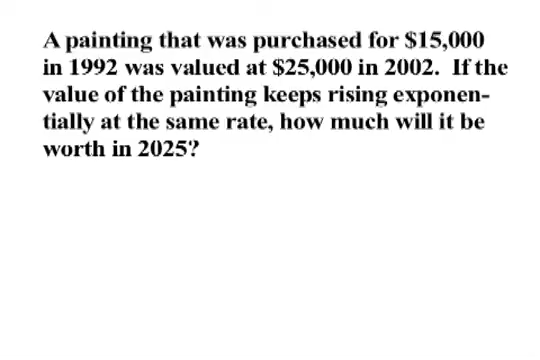 A painting that was purchased for $15,000
in 1992 was valued at $25,000 in 2002. If the
value of the painting keeps rising exponen-
tially at the same rate, how much will it be
worth in 2025?